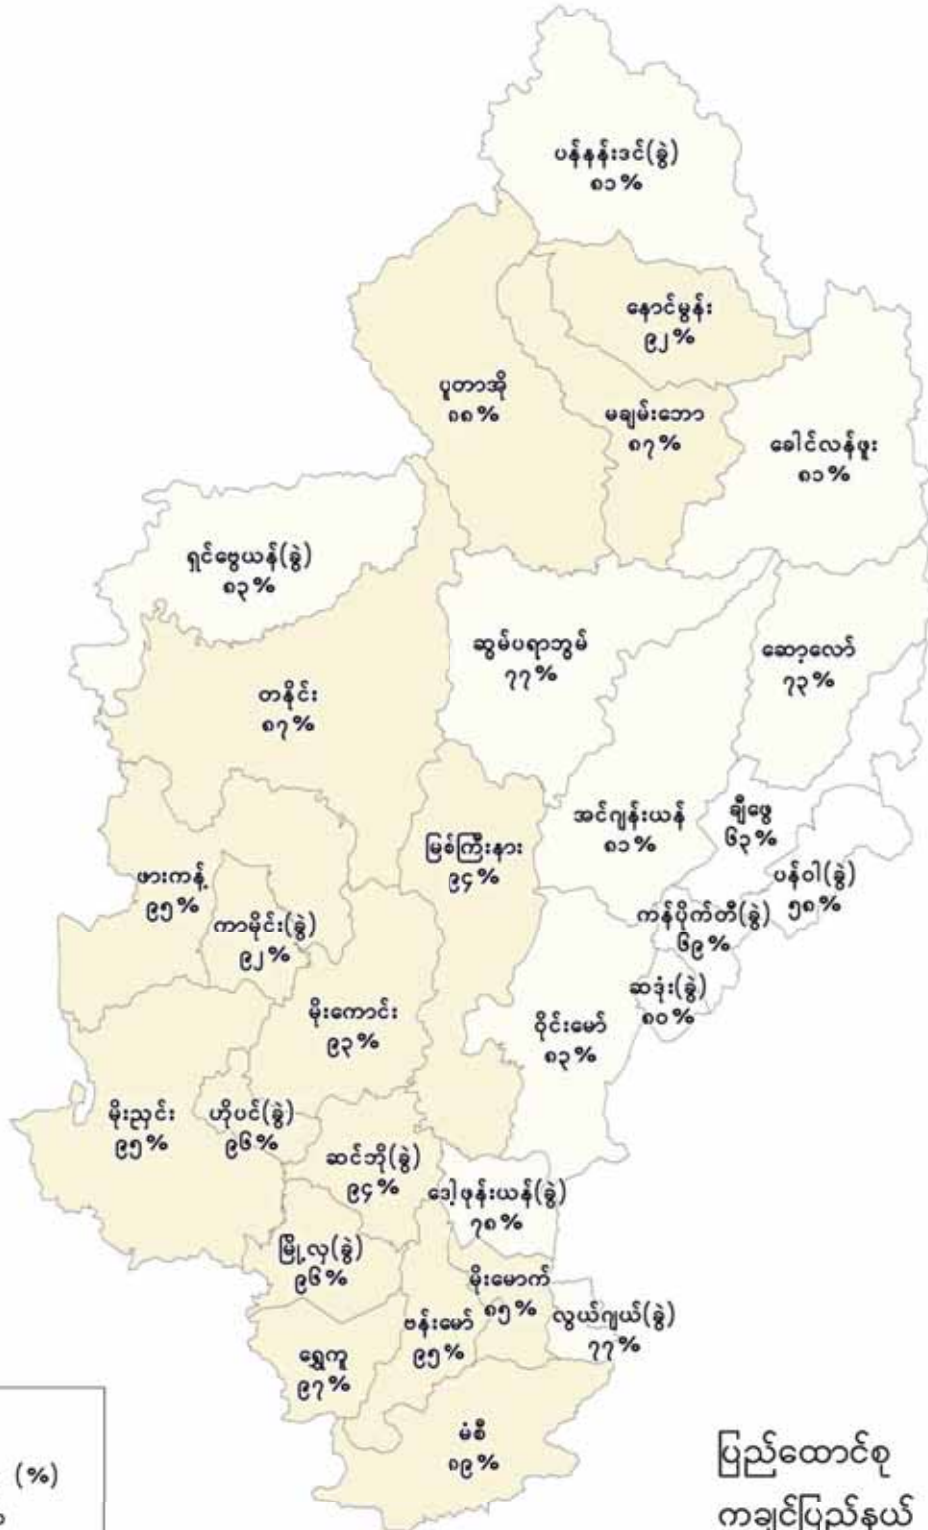 ပန်နန်းဒင်(ခွဲ)
၈၁%
နောင်မွန်း
၉၂%
ပူတာအို
၈၈%
မချမ်းဘော
၈၇%
ခေါင်လန်ဖူး
၈၁%
ရှင်ဗွေယန်(ခွဲ)
၈၃%
ဆွမ်ပရာဘွမ်
၇၇%
ဆော့လော်
၇၃%
တနိုင်း
၈၇%
အင်ဂျန်းယန်
၈၁%
ချီဖွေ
၆၃%
မြစ်ကြီးနား
၉၄%
ဖားကန့်
၉၅%
ပန်ဝါ(ခွဲ)
၅၈%
ကာမိုင်း(ခွဲ)
၉၂%
ကန်ပိုက်တီ(ခွဲ)
၆၉%
ဆဒုံး(ခွဲ)
၈၀%
မိုးကောင်း
၉၃%
ဝိုင်းမော်
၈၃%
မိုးညှင်း
၉၅%
ဟိုပင်(ခွဲ)
၉၆%
ဆင်ဘို(ခွဲ)
၉၄%
ဒေါ့ဖုန်းယန်(ခွဲ)
၇၈%
မြို့လှ(ခွဲ)
၉၆%
မိုးမောက်
၈၅%
ဗန်းမော်
၉၅%
လွယ်ဂျယ်(ခွဲ)
၇၇%
ရွှေကူ
၉၇%
မံစီ
၈၉%
(%)
ပြည်ထောင်စု
ကချင်ပြည်နယ်